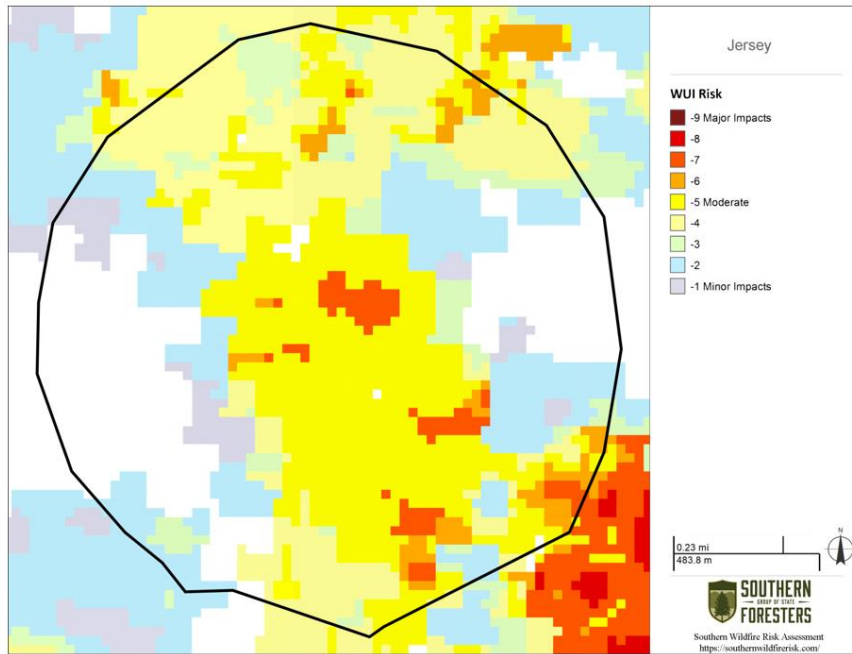 Jersey
WUI Risk
-9 Major Impacts
-8
-7
-6
-5 Moderate
-4
-3
-2
-1 Minor Impacts
0.23 mi
483.8 m
N
SOUTHERN
GROUP OF STATE
FORESTERS
Southern Wildfire Risk Assessment
https://southernwildfirerisk.com/